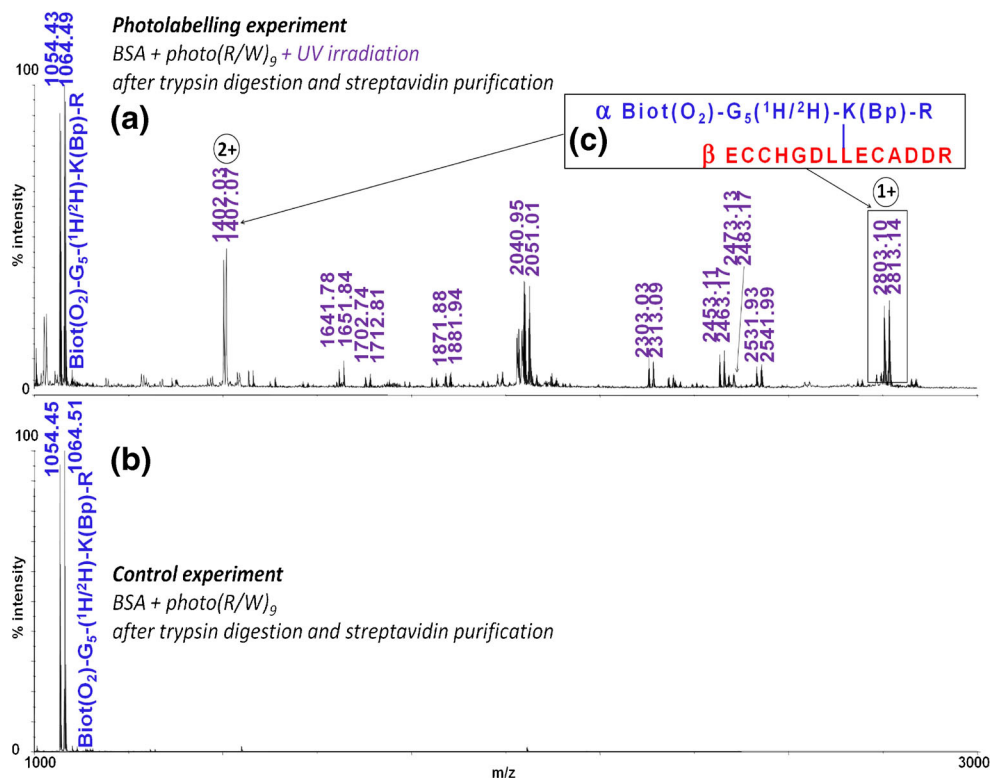 Photolabelling experiment
BSA + photo(R/W)9 + UV irradiation
after trypsin digestion and streptavidin purification
(a)
100
% intensity
0
1054.43
1064.49
Biot(O2)-G5-(1H/2H)-K(Bp)-R
2+
1402.03
1407.07
1641.78
1651.84
1702.74
1712.81
1871.88
1881.94
2040.95
2051.01
2303.03
2313.09
2453.11
2463.17
2473.13
2483.17
2531.93
2541.99
1+
2803.10
2813.14
(c)
α Biot(O2)-G5(1H/2H)-K(Bp)-R
β ECCHGDLLECADDR
100
% intensity
0
1054.45
1064.51
Biot(O2)-G5-(1H/2H)-K(Bp)-R
(b)
Control experiment
BSA + photo(R/W)9
after trypsin digestion and streptavidin purification
1000
m/z
3000